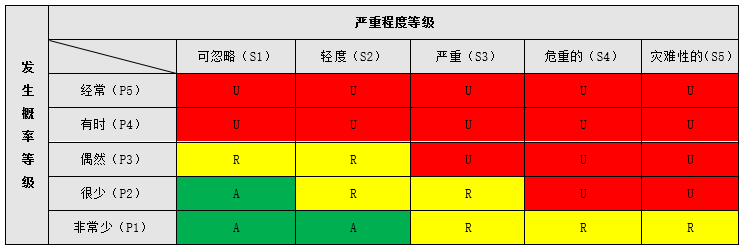 严重程度等级
发生概率等级
可忽略（S1） 轻度（S2） 严重（S3） 危重的（S4） 灾难性的(S5)
经常（P5） U U U U U
有时（P4） U U U U U
偶然（P3） R R U U U
很少（P2） A R R U U
非常少（P1） A A R R R